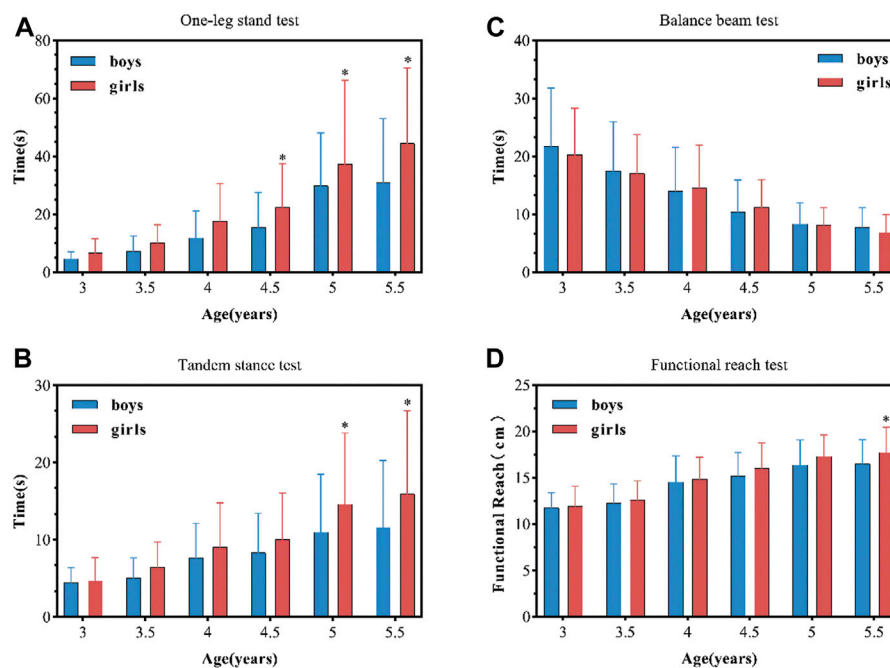 A
One-leg stand test
80
60
40
20
0
Time(s)
boys
girls
*
*
*
3 3.5 4 4.5 5 5.5
Age(years)
C
Balance beam test
40
30
20
10
0
Time(s)
boys
girls
3 3.5 4 4.5 5 5.5
Age(years)
B
Tandem stance test
30
20
10
0
Time(s)
boys
girls
*
*
3 3.5 4 4.5 5 5.5
Age(years)
D
Functional reach test
25
20
15
10
5
0
Functional Reach( cm )
boys
girls
*
3 3.5 4 4.5 5 5.5
Age(years)